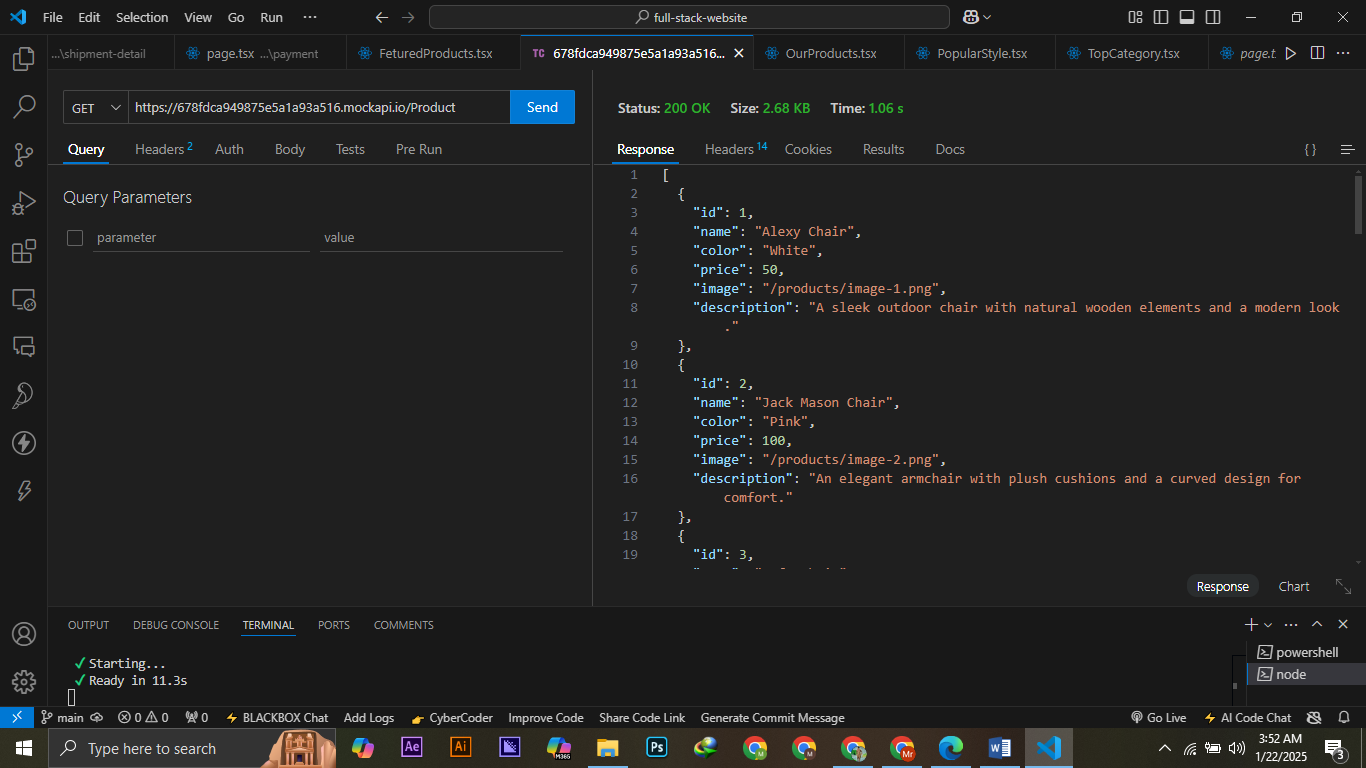 File Edit Selection View Go Run ···
full-stack-website
...\shipment-detail
page.tsx ...\payment
FeturedProducts.tsx
TC 678fdca949875e5a1a93a516...
OurProducts.tsx
PopularStyle.tsx
TopCategory.tsx
page.t
GET
https://678fdca949875e5a1a93a516.mockapi.io/Product
Send
Query Headers 2 Auth Body Tests Pre Run
Query Parameters
parameter value
Status: 200 OK Size: 2.68 KB Time: 1.06 s
Response Headers 14 Cookies Results Docs
{ }
1 [
2 {
3 "id": 1,
4 "name": "Alexy Chair",
5 "color": "White",
6 "price": 50,
7 "image": "/products/image-1.png",
8 "description": "A sleek outdoor chair with natural wooden elements and a modern look
."
9 },
10 {
11 "id": 2,
12 "name": "Jack Mason Chair",
13 "color": "Pink",
14 "price": 100,
15 "image": "/products/image-2.png",
16 "description": "An elegant armchair with plush cushions and a curved design for
comfort."
17 },
18 {
19 "id": 3,
Response Chart
OUTPUT DEBUG CONSOLE TERMINAL PORTS COMMENTS
✓ Starting...
✓ Ready in 11.3s
powershell
node
main 0 0 0 BLACKBOX Chat Add Logs CyberCoder Improve Code Share Code Link Generate Commit Message Go Live AI Code Chat
Type here to search
Ae Ai M365 Ps M M Mr W
3:52 AM
1/22/2025
3